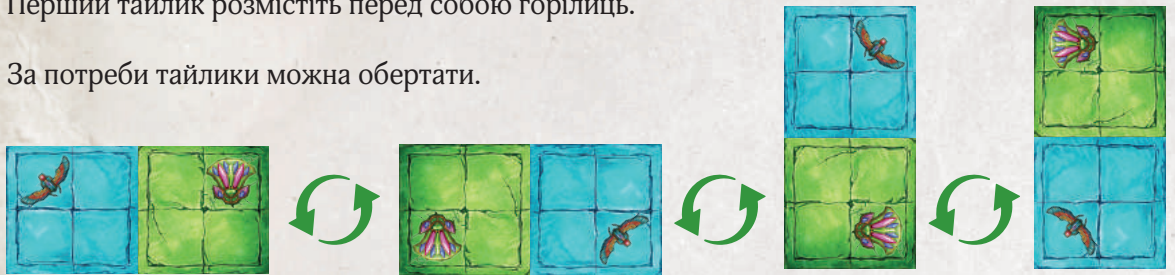 Перший тайлик розмістіть перед собою горілиць.
За потреби тайлики можна обертати.